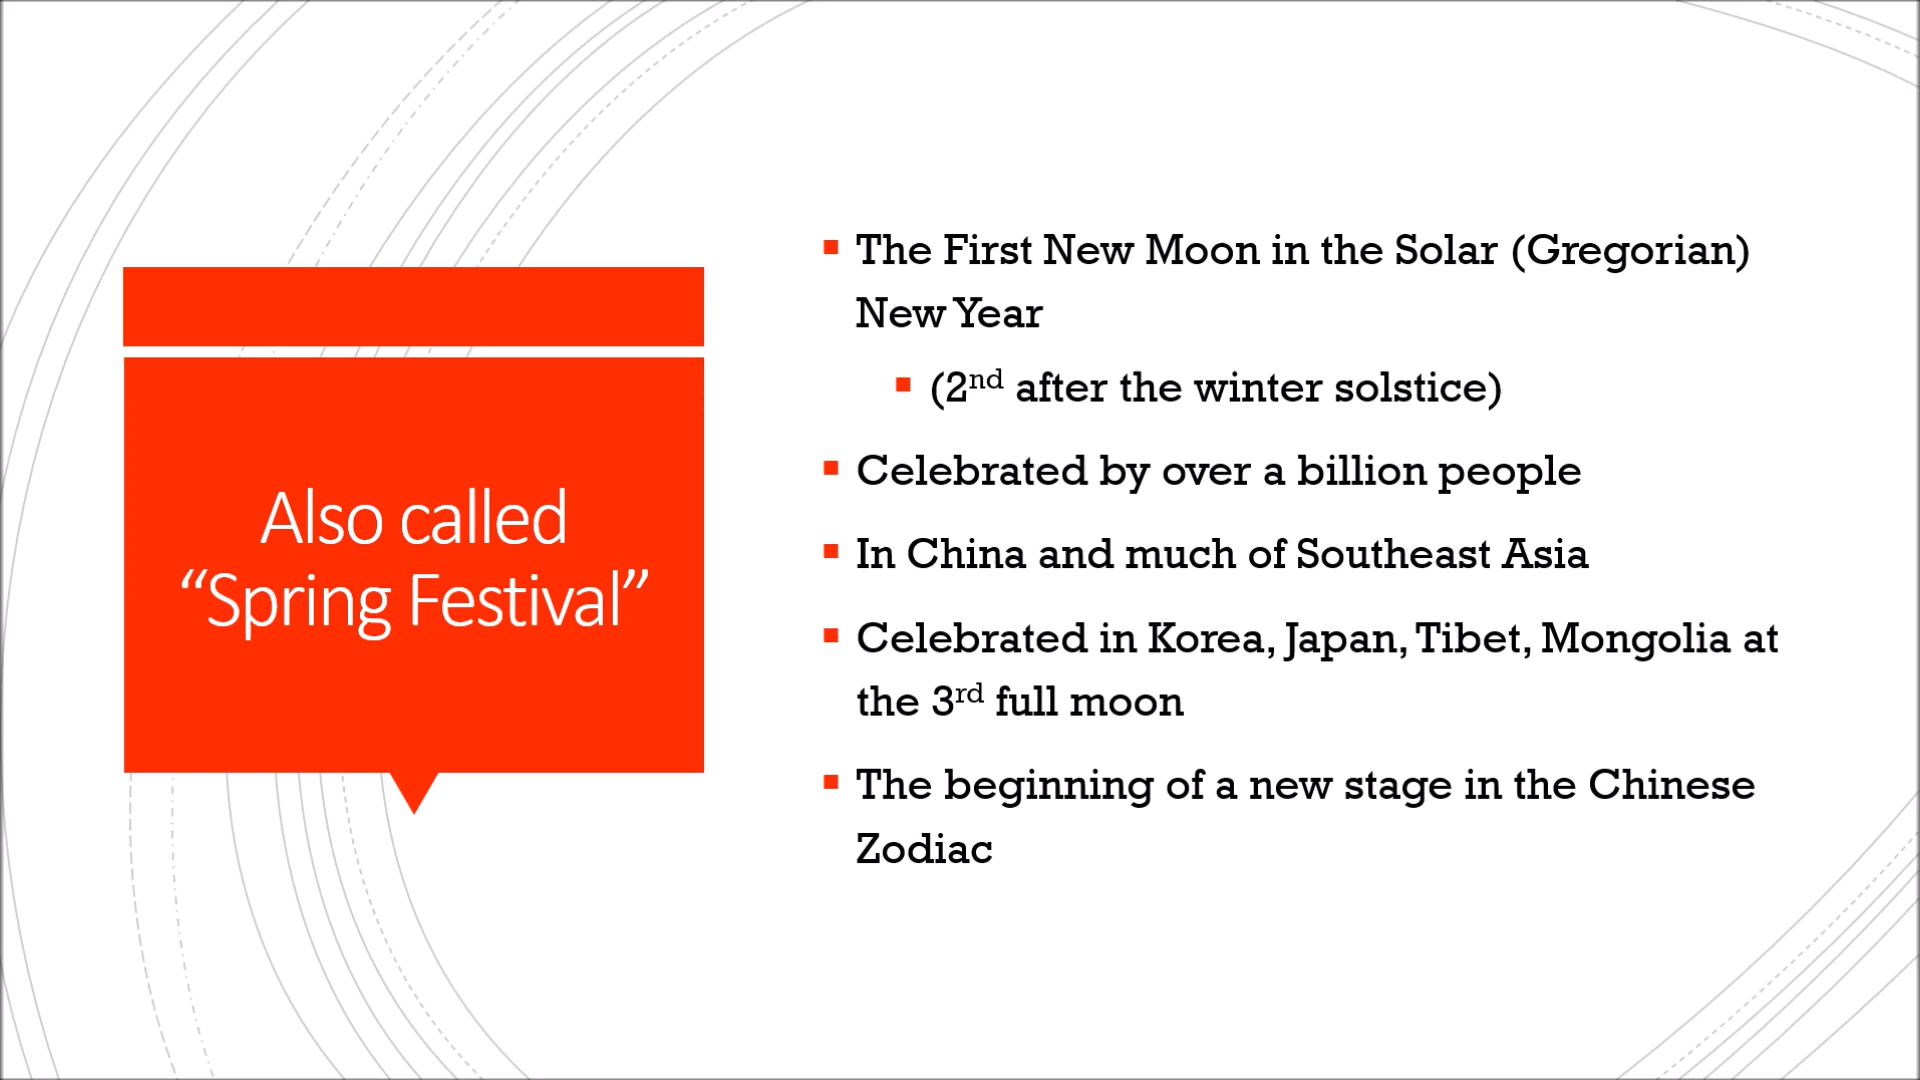 Also called
“Spring Festival”
The First New Moon in the Solar (Gregorian)
New Year
(2nd after the winter solstice)
Celebrated by over a billion people
In China and much of Southeast Asia
Celebrated in Korea, Japan, Tibet, Mongolia at
the 3rd full moon
The beginning of a new stage in the Chinese
Zodiac